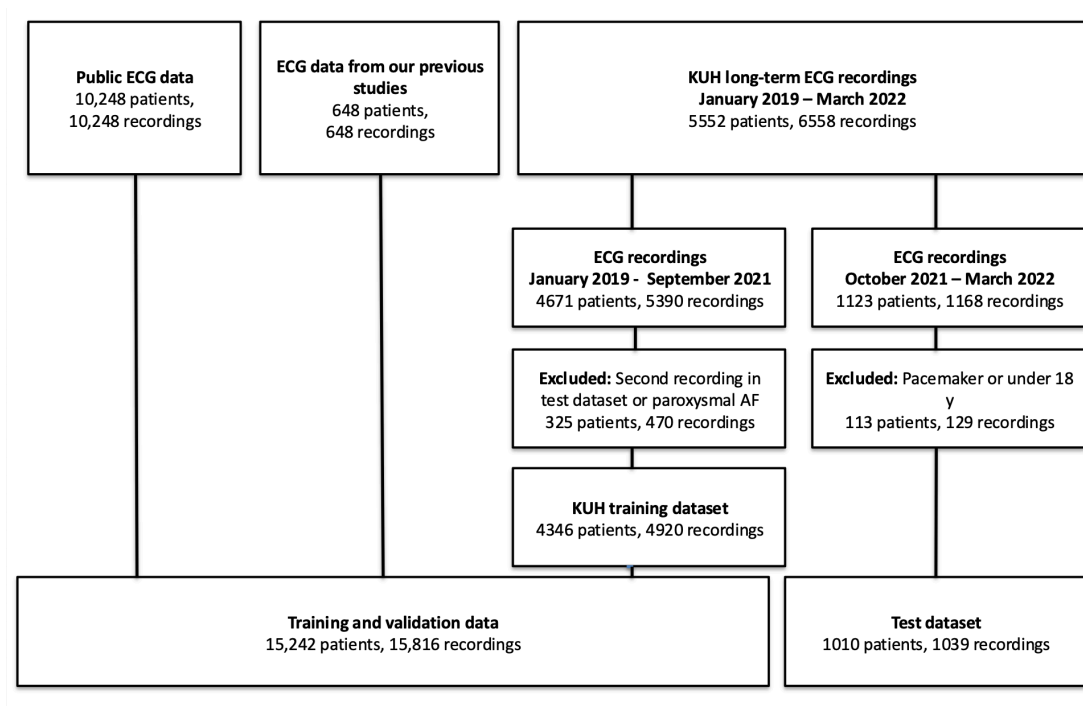 Public ECG data
10,248 patients,
10,248 recordings
ECG data from our previous
studies
648 patients,
648 recordings
KUH long-term ECG recordings
January 2019 – March 2022
5552 patients, 6558 recordings
ECG recordings
January 2019 -  September 2021
4671 patients, 5390 recordings
ECG recordings
October 2021 – March 2022
1123 patients, 1168 recordings
Excluded: Second recording in
test dataset or paroxysmal AF
325 patients, 470 recordings
Excluded: Pacemaker or under 18
y
113 patients, 129 recordings
KUH training dataset
4346 patients, 4920 recordings
Training and validation data
15,242 patients, 15,816 recordings
Test dataset
1010 patients, 1039 recordings